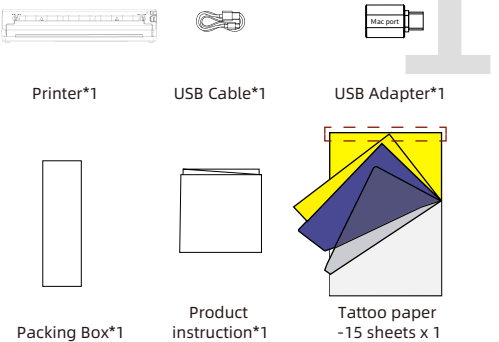 Mac port
Printer*1
USB Cable*1
USB Adapter*1
Packing Box*1
Product
instruction*1
Tattoo paper
-15 sheets x 1